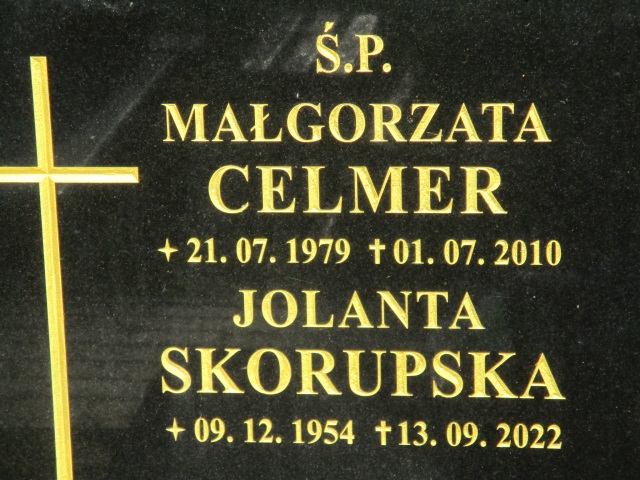 Ś.P.
MAŁGORZATA
CELMER
✦ 21. 07. 1979 ✝ 01. 07. 2010
JOLANTA
SKORUPSKA
✦ 09. 12. 1954 ✝ 13. 09. 2022